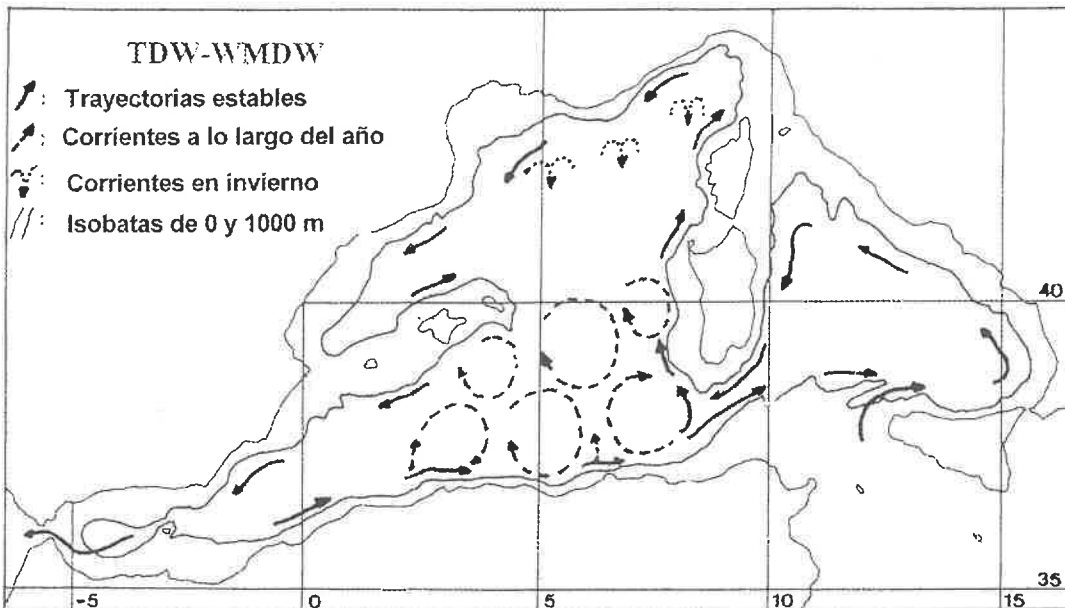 TDW-WMDW
: Trayectorias estables
: Corrientes a lo largo del año
: Corrientes en invierno
: Isobatas de 0 y 1000 m
40
35
-5 0 5 10 15